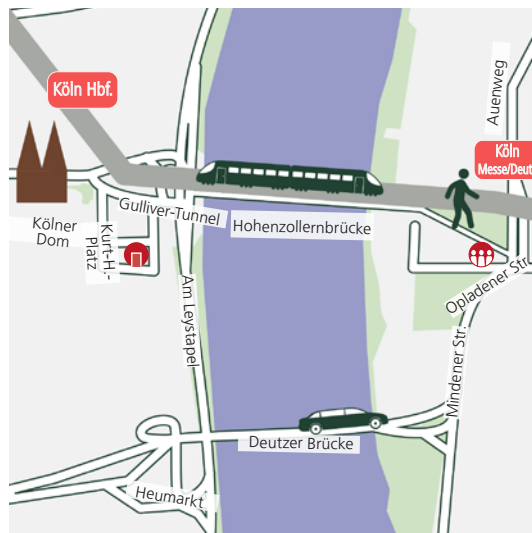 Köln Hbf.
Auenweg
Köln
Messe/Deut
Gulliver-Tunnel
Kölner
Dom
Kurt-H.-
Platz
Hohenzollernbrücke
Opladener Str.
Am Leystapel
Mindener Str.
Deutzer Brücke
Heumarkt